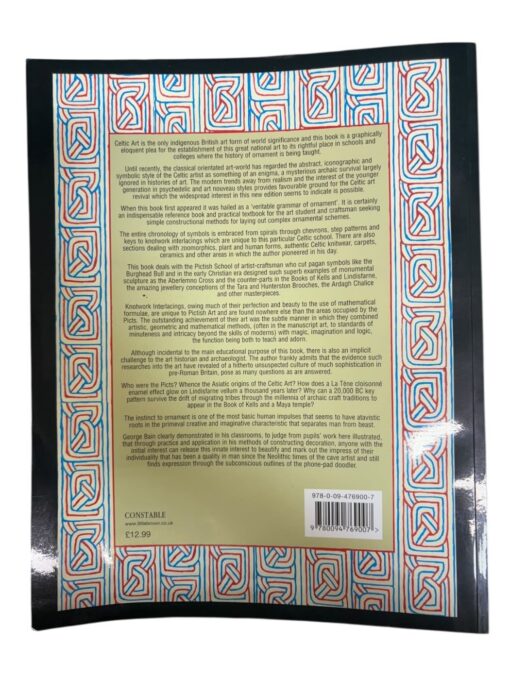 Celtic Art is the only indigenous British art form of world significance and this book is a graphically
eloquent plea for the establishment of this great national art to its rightful place in schools and
colleges where the history of ornament is being taught.
Until recently, the classical orientated art-world has regarded the abstract, iconographic and
symbolic style of the Celtic artist as something of an enigma, a mysterious archaic survival largely
ignored in histories of art. The modern trends away from realism and the interest of the younger
generation in psychedelic and art nouveau styles provides favourable ground for the Celtic art
revival which the widespread interest in this new edition seems to indicate is possible.
When this book first appeared it was hailed as a 'veritable grammar of ornament'. It is certainly
an indispensable reference book and practical textbook for the art student and craftsman seeking
simple constructional methods for laying out complex ornamental schemes.
The entire chronology of symbols is embraced from spirals through chevrons, step patterns and
keys to knotwork interlacings which are unique to this particular Celtic school. There are also
sections dealing with zoomorphics, plant and human forms, authentic Celtic knitwear, carpets,
ceramics and other areas in which the author pioneered in his day.
This book deals with the Pictish School of artist-craftsman who cut pagan symbols like the
Burghead Bull and in the early Christian era designed such superb examples of monumental
sculpture as the Aberlemno Cross and the counter-parts in the Books of Kells and Lindisfarne,
the amazing jewellery conceptions of the Tara and Hunterston Brooches, the Ardagh Chalice
and other masterpieces.
Knotwork Interlacings, owing much of their perfection and beauty to the use of mathematical
formulae, are unique to Pictish Art and are found nowhere else than the areas occupied by the
Picts. The outstanding achievement of their art was the subtle manner in which they combined
artistic, geometric and mathematical methods, (often in the manuscript art, to standards of
minuteness and intricacy beyond the skills of moderns) with magic, imagination and logic,
the function being both to teach and adorn.
Although incidental to the main educational purpose of this book, there is also an implicit
challenge to the art historian and archaeologist. The author frankly admits that the evidence such
researches into the art have revealed of a hitherto unsuspected culture of much sophistication in
pre-Roman Britain, pose as many questions as are answered.
Who were the Picts? Whence the Asiatic origins of the Celtic Art? How does a La Tène cloisonné
enamel effect glow on Lindisfarne vellum a thousand years later? Why can a 20,000 BC key
pattern survive the drift of migrating tribes through the millennia of archaic craft traditions to
appear in the Book of Kells and a Maya temple?
The instinct to ornament is one of the most basic human impulses that seems to have atavistic
roots in the primeval creative and imaginative characteristic that separates man from beast.
George Bain clearly demonstrated in his classrooms, to judge from pupils' work here illustrated,
that through practice and application in his methods of constructing decoration, anyone with the
initial interest can release this innate interest to beautify and mark out the impress of their
individuality that has been a quality in man since the Neolithic times of the cave artist and still
finds expression through the subconscious outlines of the phone-pad doodler.
978-0-09-476900-7
9 780094 769007 >
CONSTABLE
www.littlebrown.co.uk
£12.99